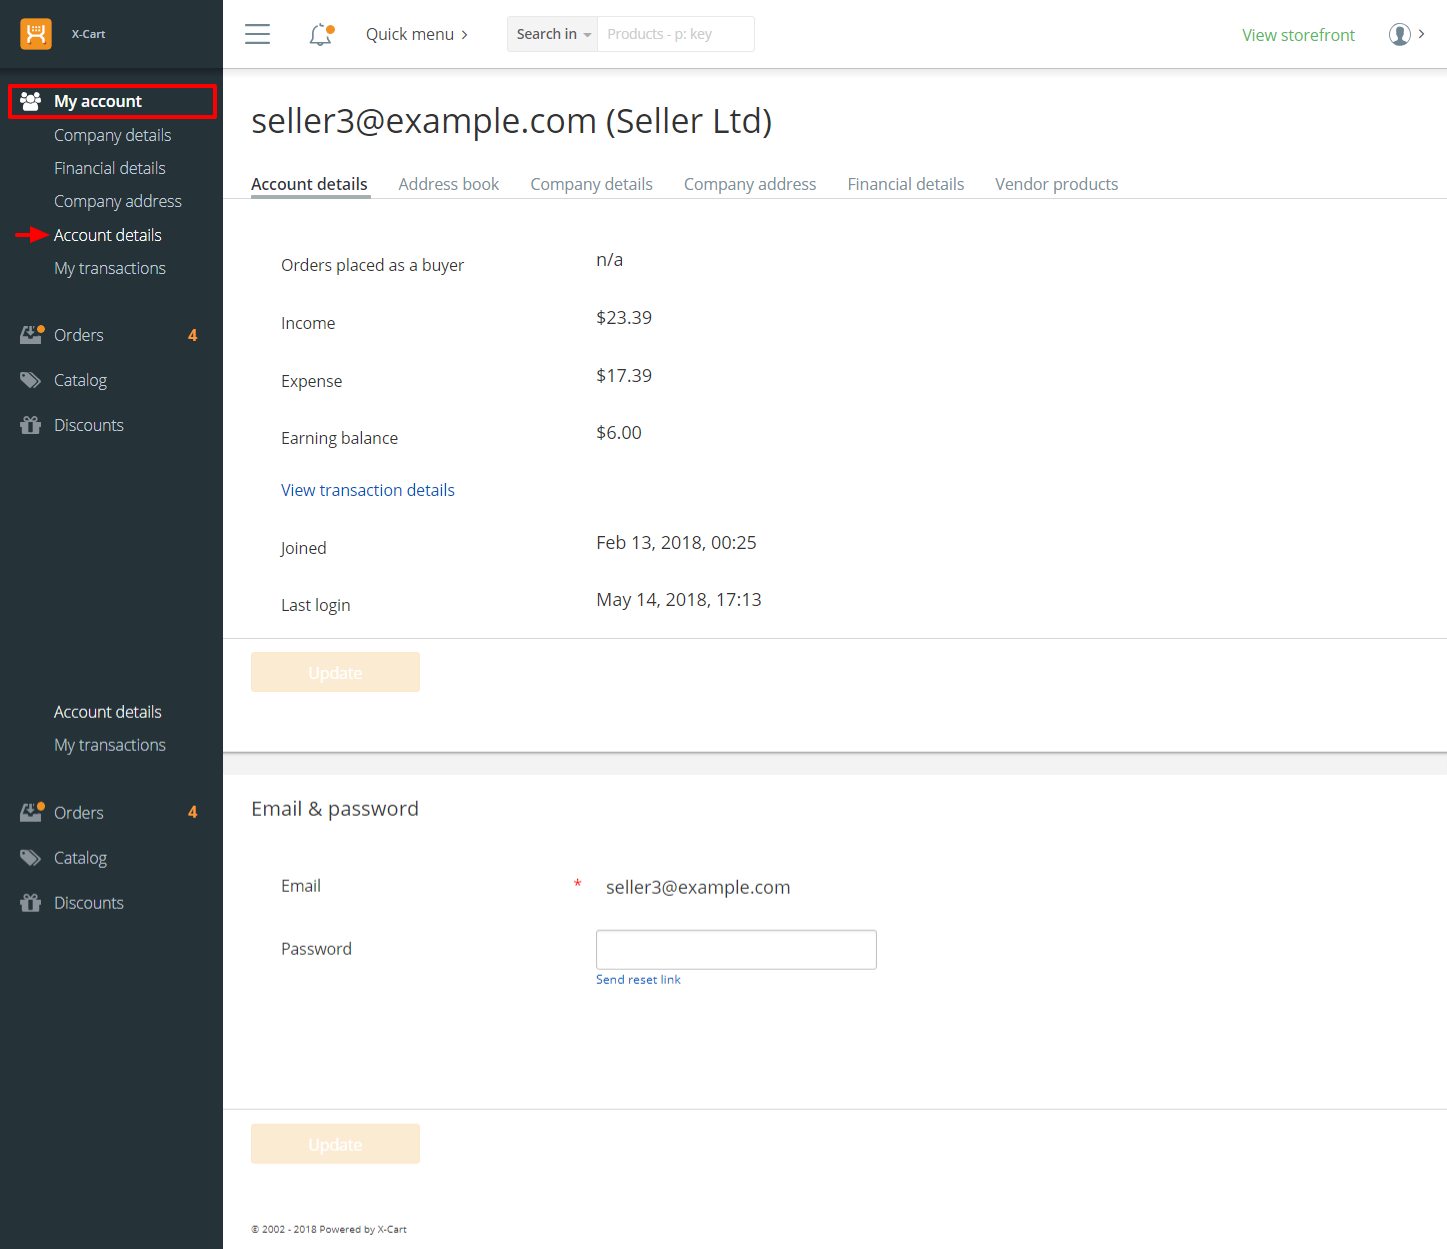 X-Cart
Quick menu
Search in
Products - p: key
View storefront
My account
Company details
Financial details
Company address
Account details
My transactions
Orders 4
Catalog
Discounts
Account details
My transactions
Orders 4
Catalog
Discounts
seller3@example.com (Seller Ltd)
Account details Address book Company details Company address Financial details Vendor products
Orders placed as a buyer n/a
Income $23.39
Expense $17.39
Earning balance $6.00
View transaction details
Joined Feb 13, 2018, 00:25
Last login May 14, 2018, 17:13
Update
Email & password
Email * seller3@example.com
Password
Send reset link
Update
© 2002 - 2018 Powered by X-Cart